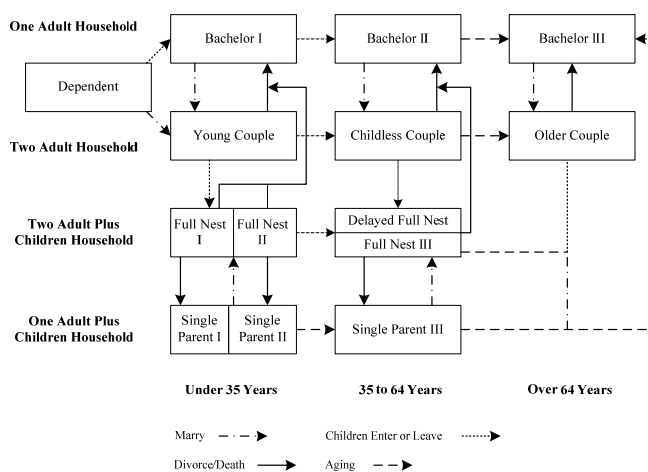 One Adult Household
Bachelor I
Bachelor II
Bachelor III
Dependent
Two Adult Household
Young Couple
Childless Couple
Older Couple
Two Adult Plus
Children Household
Full Nest
I
Full Nest
II
Delayed Full Nest
Full Nest III
One Adult Plus
Children Household
Single
Parent I
Single
Parent II
Single Parent III
Under 35 Years
35 to 64 Years
Over 64 Years
Marry
Children Enter or Leave
Divorce/Death
Aging